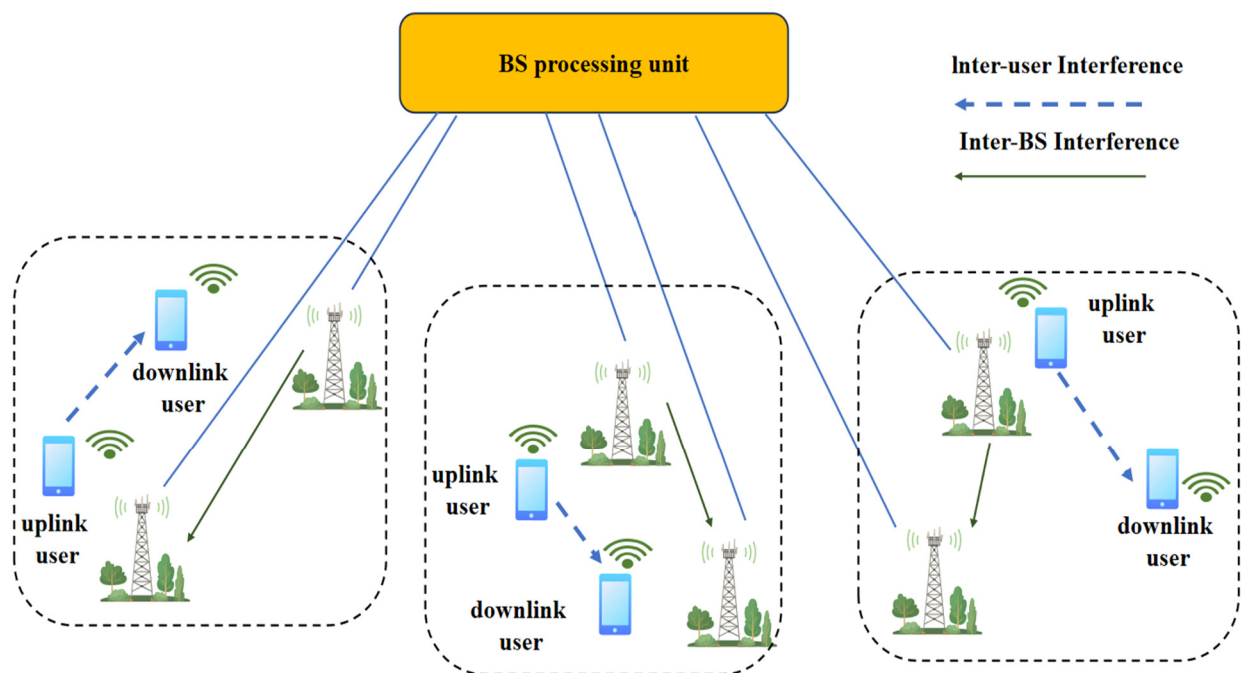 BS processing unit
Inter-user Interference
Inter-BS Interference
downlink
user
uplink
user
uplink
user
downlink
user
uplink
user
downlink
user